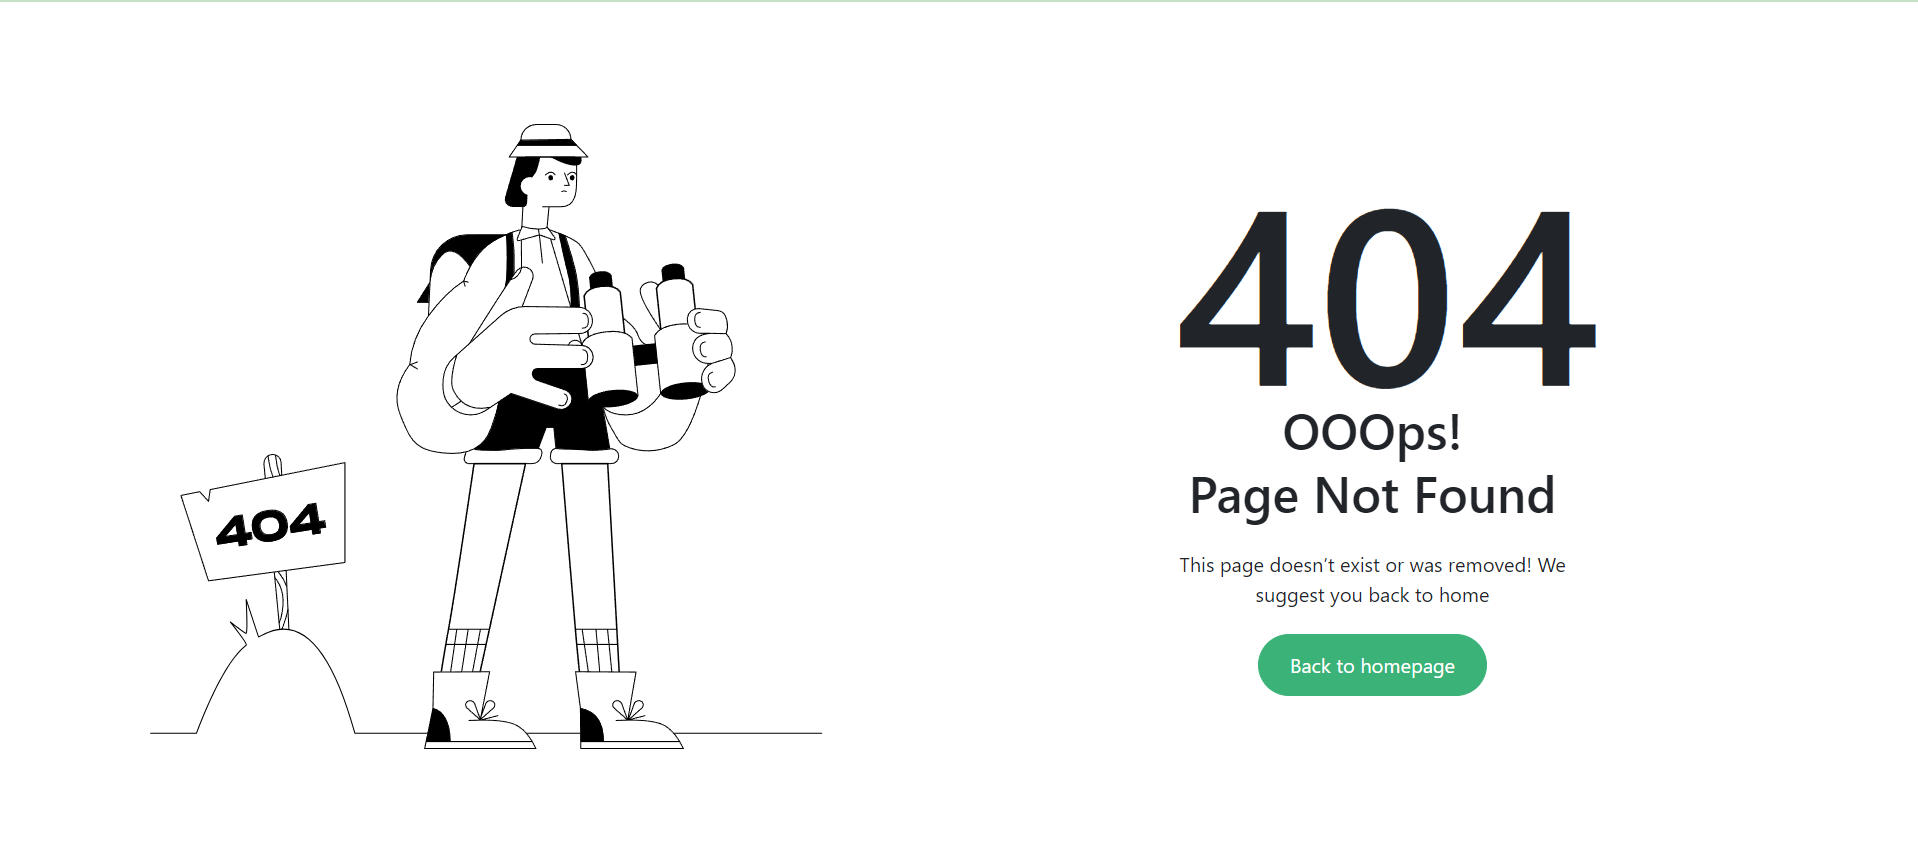 404
404
OOOps!
Page Not Found
This page doesn’t exist or was removed! We
suggest you back to home
Back to homepage